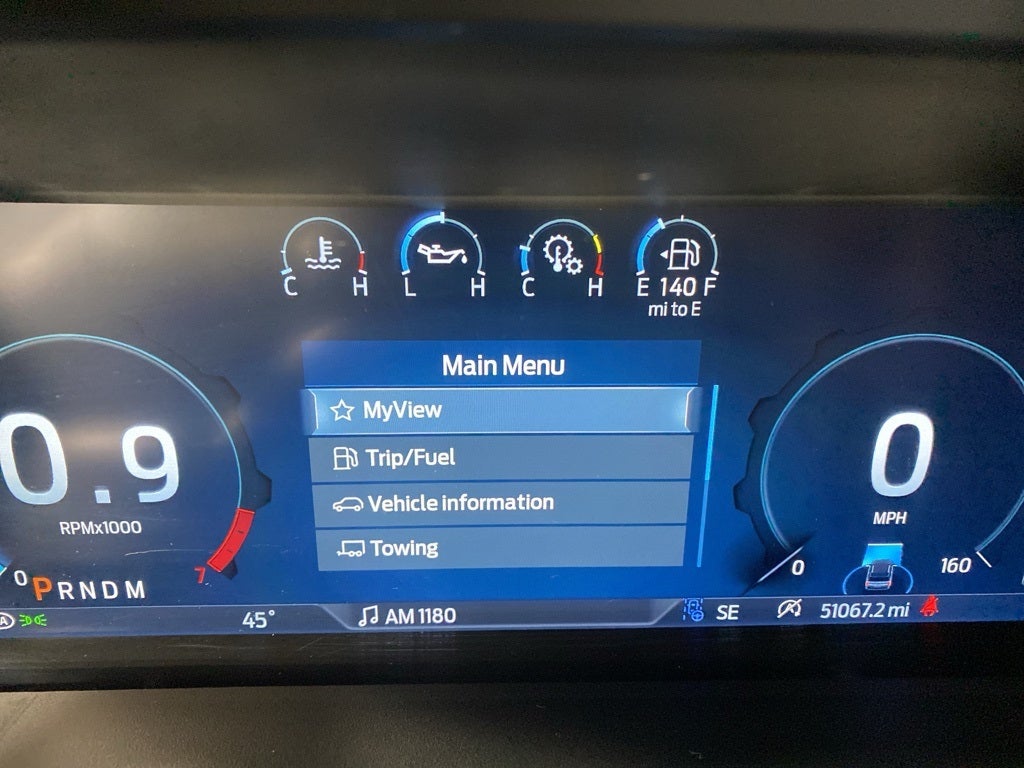 C H
L H
C H
E 140 F
mi to E
Main Menu
MyView
Trip/Fuel
Vehicle information
Towing
0.9
RPMx1000
0
7
PRNDM
0
MPH
0
160
A
45°
AM 1180
SE
51067.2 mi